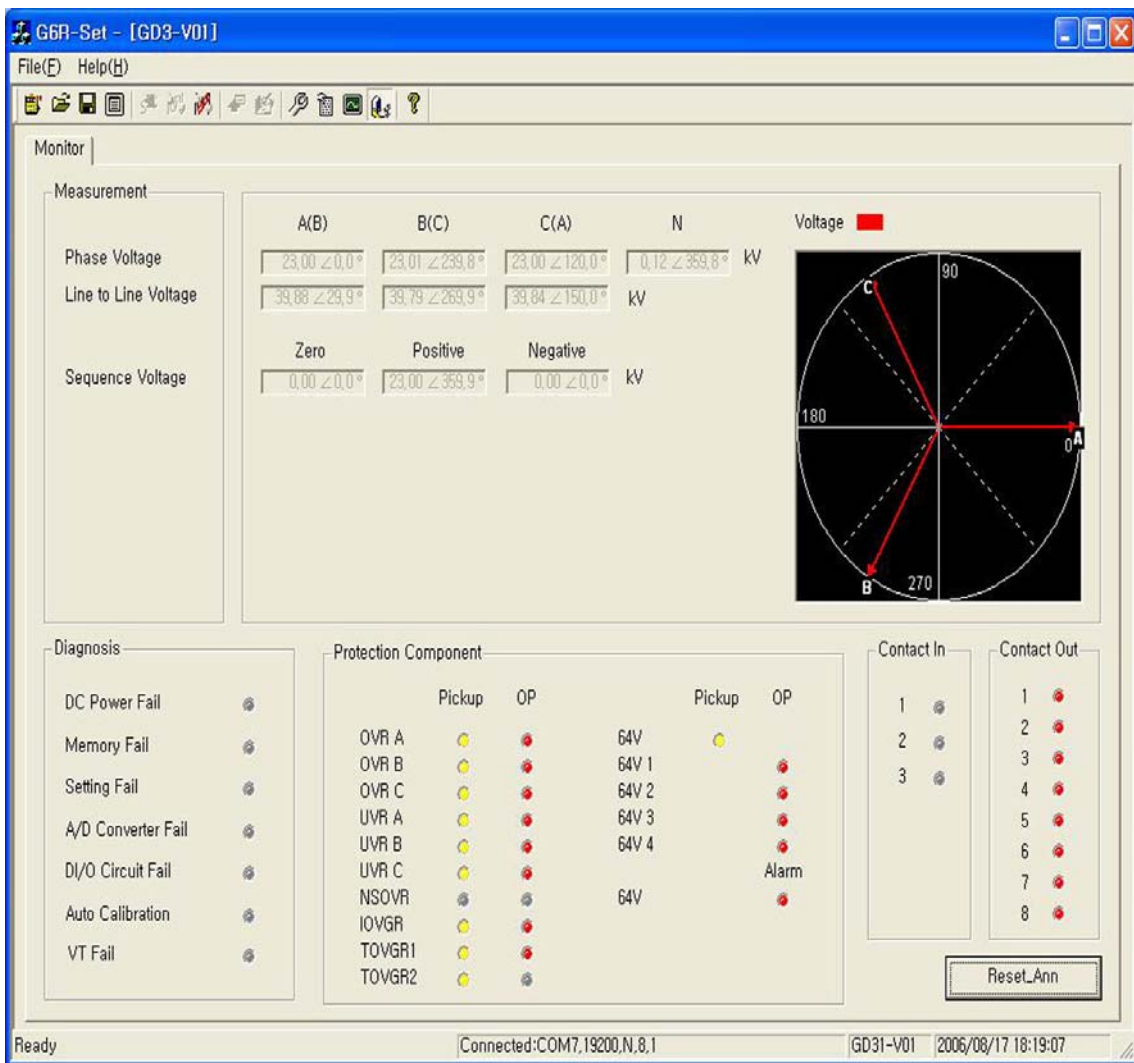 G6R-Set - [GD3-V01]
File(F) Help(H)
Monitor
Measurement
A(B) B(C) C(A) N Voltage
Phase Voltage 23,00 ∠0,0° 23,01 ∠239,8° 23,00 ∠120,0° 0,12 ∠359,8° kV
Line to Line Voltage 39,88 ∠29,9° 39,79 ∠269,9° 39,84 ∠150,0° kV
Zero Positive Negative
Sequence Voltage 0,00 ∠0,0° 23,00 ∠359,9° 0,00 ∠0,0° kV
90
C
180
A
0
B
270
Diagnosis
DC Power Fail
Memory Fail
Setting Fail
A/D Converter Fail
DI/O Circuit Fail
Auto Calibration
VT Fail
Protection Component
Pickup OP Pickup OP
OVR A 64V
OVR B 64V 1
OVR C 64V 2
UVR A 64V 3
UVR B 64V 4
UVR C Alarm
NSOVR 64V
IOVGR
TOVGR1
TOVGR2
Contact In
1
2
3
Contact Out
1
2
3
4
5
6
7
8
Reset_Ann
Ready Connected:COM7,19200,N,8,1 GD31-V01 2006/08/17 18:19:07